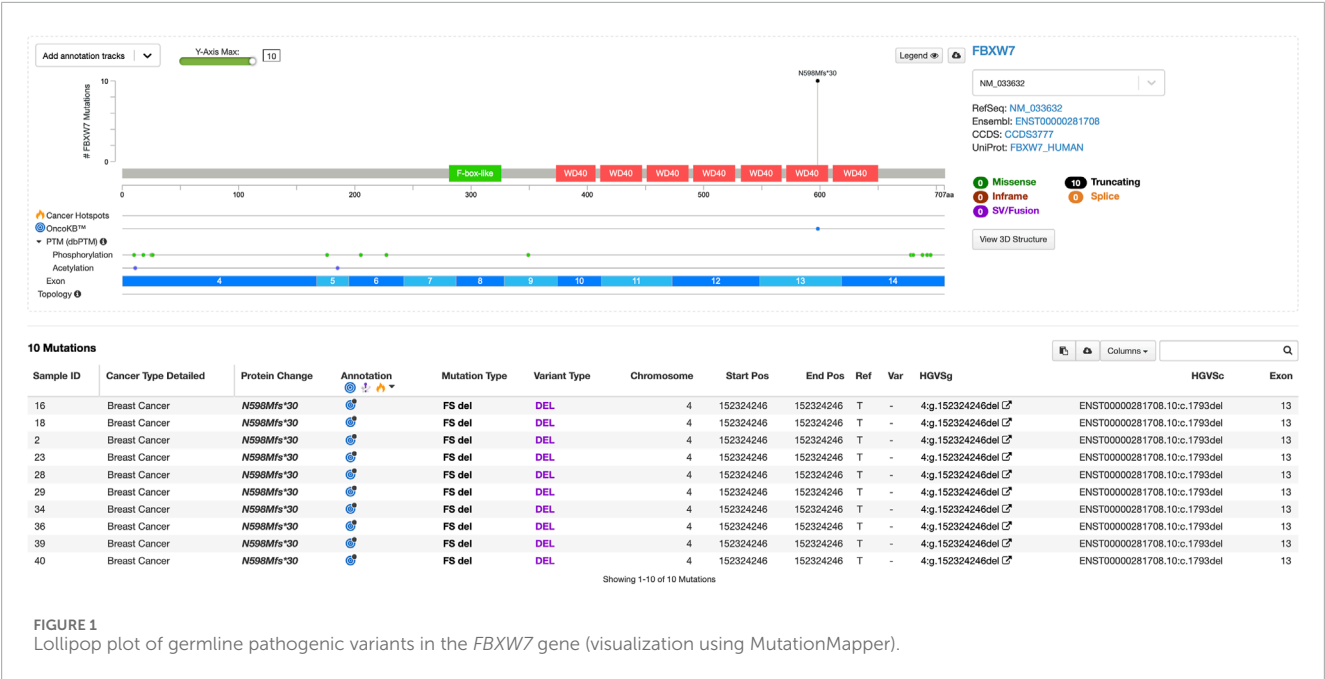 Add annotation tracks
Y-Axis Max: 10
Legend
FBXW7
NM_033632
RefSeq: NM_033632
Ensembl: ENST00000281708
CCDS: CCDS3777
UniProt: FBXW7_HUMAN
0 Missense 10 Truncating
0 Inframe 0 Splice
0 SV/Fusion
View 3D Structure
N598Mfs*30
# FBXW7 Mutations
10
0
F-box-like WD40 WD40 WD40 WD40 WD40 WD40 WD40
0 100 200 300 400 500 600 707aa
Cancer Hotspots
OncoKB™
PTM (dbPTM)
Phosphorylation
Acetylation
Exon 4 5 6 7 8 9 10 11 12 13 14
Topology
10 Mutations
Columns
Sample ID Cancer Type Detailed Protein Change Annotation Mutation Type Variant Type Chromosome Start Pos End Pos Ref Var HGVSg HGVSc Exon
16 Breast Cancer N598Mfs*30 FS del DEL 4 152324246 152324246 T - 4:g.152324246del ENST00000281708.10:c.1793del 13
18 Breast Cancer N598Mfs*30 FS del DEL 4 152324246 152324246 T - 4:g.152324246del ENST00000281708.10:c.1793del 13
2 Breast Cancer N598Mfs*30 FS del DEL 4 152324246 152324246 T - 4:g.152324246del ENST00000281708.10:c.1793del 13
23 Breast Cancer N598Mfs*30 FS del DEL 4 152324246 152324246 T - 4:g.152324246del ENST00000281708.10:c.1793del 13
28 Breast Cancer N598Mfs*30 FS del DEL 4 152324246 152324246 T - 4:g.152324246del ENST00000281708.10:c.1793del 13
29 Breast Cancer N598Mfs*30 FS del DEL 4 152324246 152324246 T - 4:g.152324246del ENST00000281708.10:c.1793del 13
34 Breast Cancer N598Mfs*30 FS del DEL 4 152324246 152324246 T - 4:g.152324246del ENST00000281708.10:c.1793del 13
36 Breast Cancer N598Mfs*30 FS del DEL 4 152324246 152324246 T - 4:g.152324246del ENST00000281708.10:c.1793del 13
39 Breast Cancer N598Mfs*30 FS del DEL 4 152324246 152324246 T - 4:g.152324246del ENST00000281708.10:c.1793del 13
40 Breast Cancer N598Mfs*30 FS del DEL 4 152324246 152324246 T - 4:g.152324246del ENST00000281708.10:c.1793del 13
Showing 1-10 of 10 Mutations
FIGURE 1
Lollipop plot of germline pathogenic variants in the FBXW7 gene (visualization using MutationMapper).